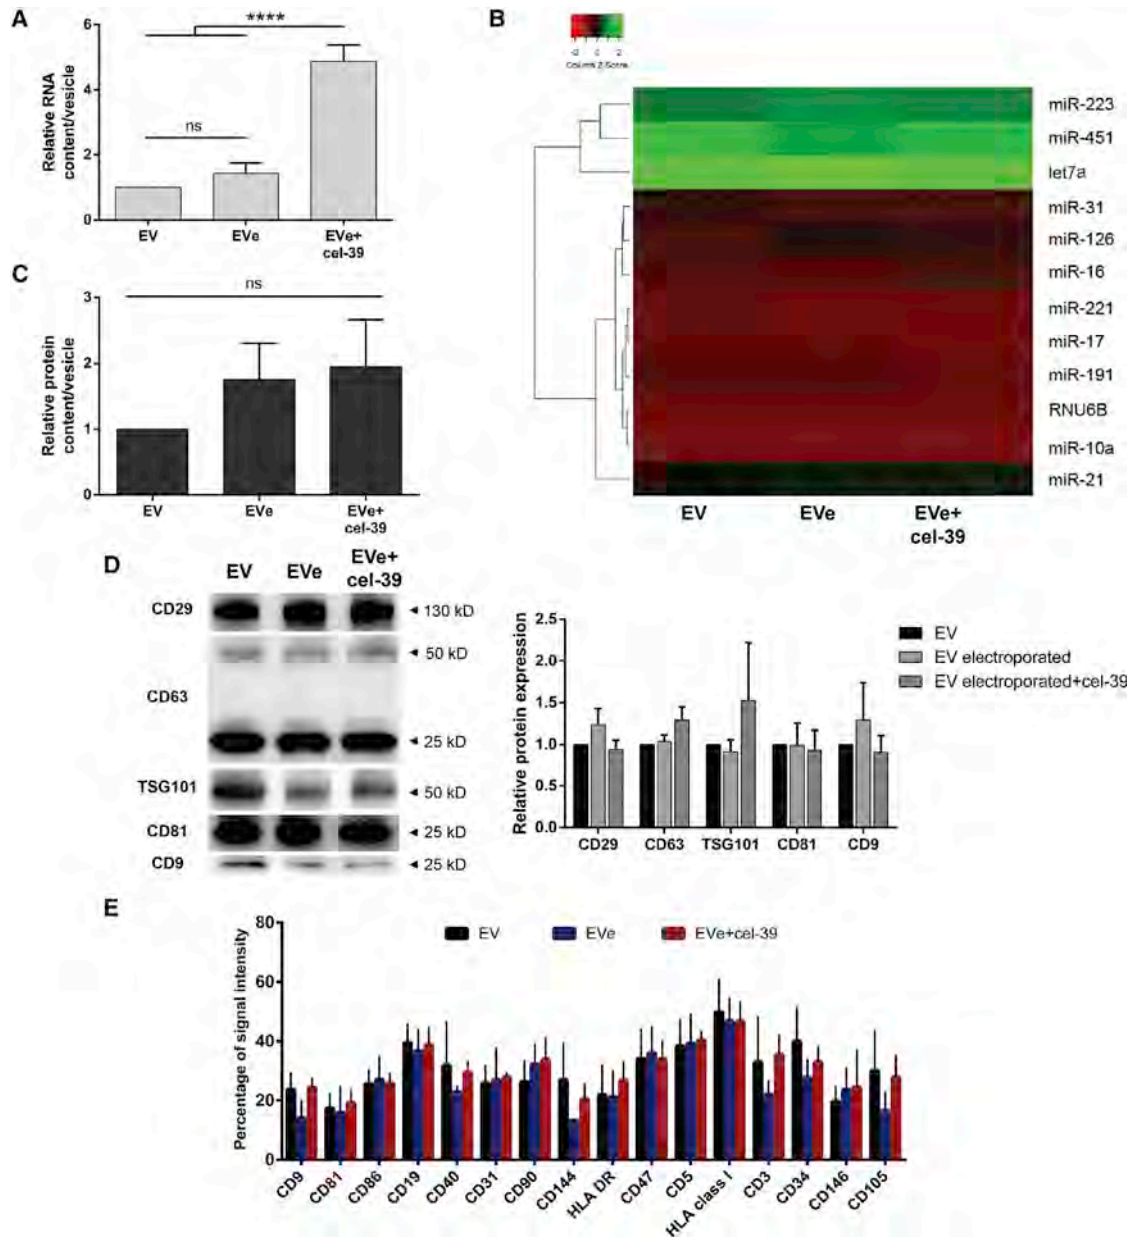 A
****
6
4
2
0
ns
Relative RNA
content/vesicle
EV
EVe
EVe+
cel-39
B
-2
0
2
Column Z-Score
miR-223
miR-451
let7a
miR-31
miR-126
miR-16
miR-221
miR-17
miR-191
RNU6B
miR-10a
miR-21
EV
EVe
EVe+
cel-39
C
ns
3
2
1
0
Relative protein
content/vesicle
EV
EVe
EVe+
cel-39
D
EV
EVe
EVe+
cel-39
CD29
130 kD
50 kD
CD63
25 kD
TSG101
50 kD
CD81
25 kD
CD9
25 kD
Relative protein expression
2.5
2.0
1.5
1.0
0.5
0.0
CD29
CD63
TSG101
CD81
CD9
EV
EV electroporated
EV electroporated+cel-39
E
EV
EVe
EVe+cel-39
Percentage of signal intensity
80
60
40
20
0
CD9
CD81
CD86
CD19
CD40
CD31
CD90
CD144
HLA DR
CD47
CD5
HLA class I
CD3
CD34
CD146
CD105